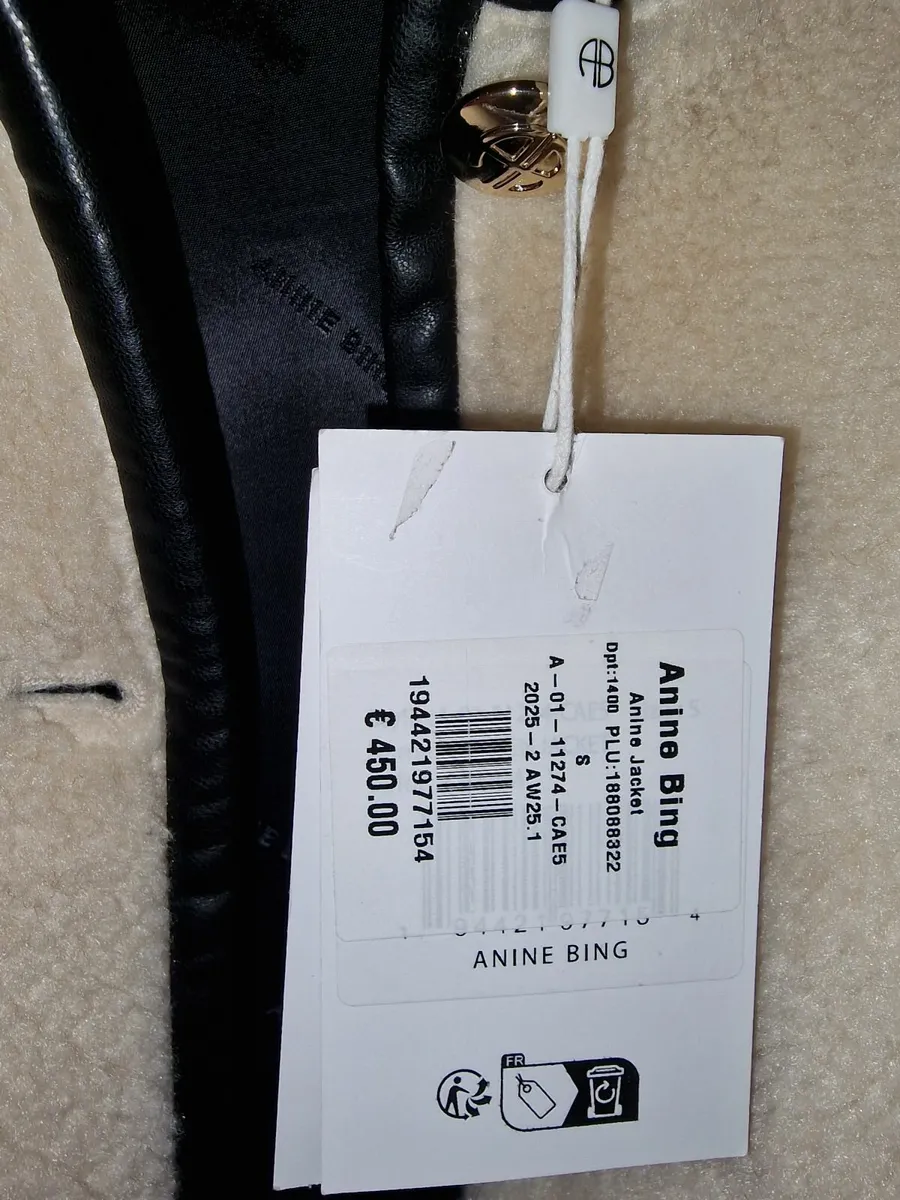 ANINE BING
Anine Bing
Anine Jacket
Dpt:1400 PLU:188088322
A-01-11274-CAE5
S
2025-2 AW25.1
194421977154
€ 450.00
ANINE BING
FR